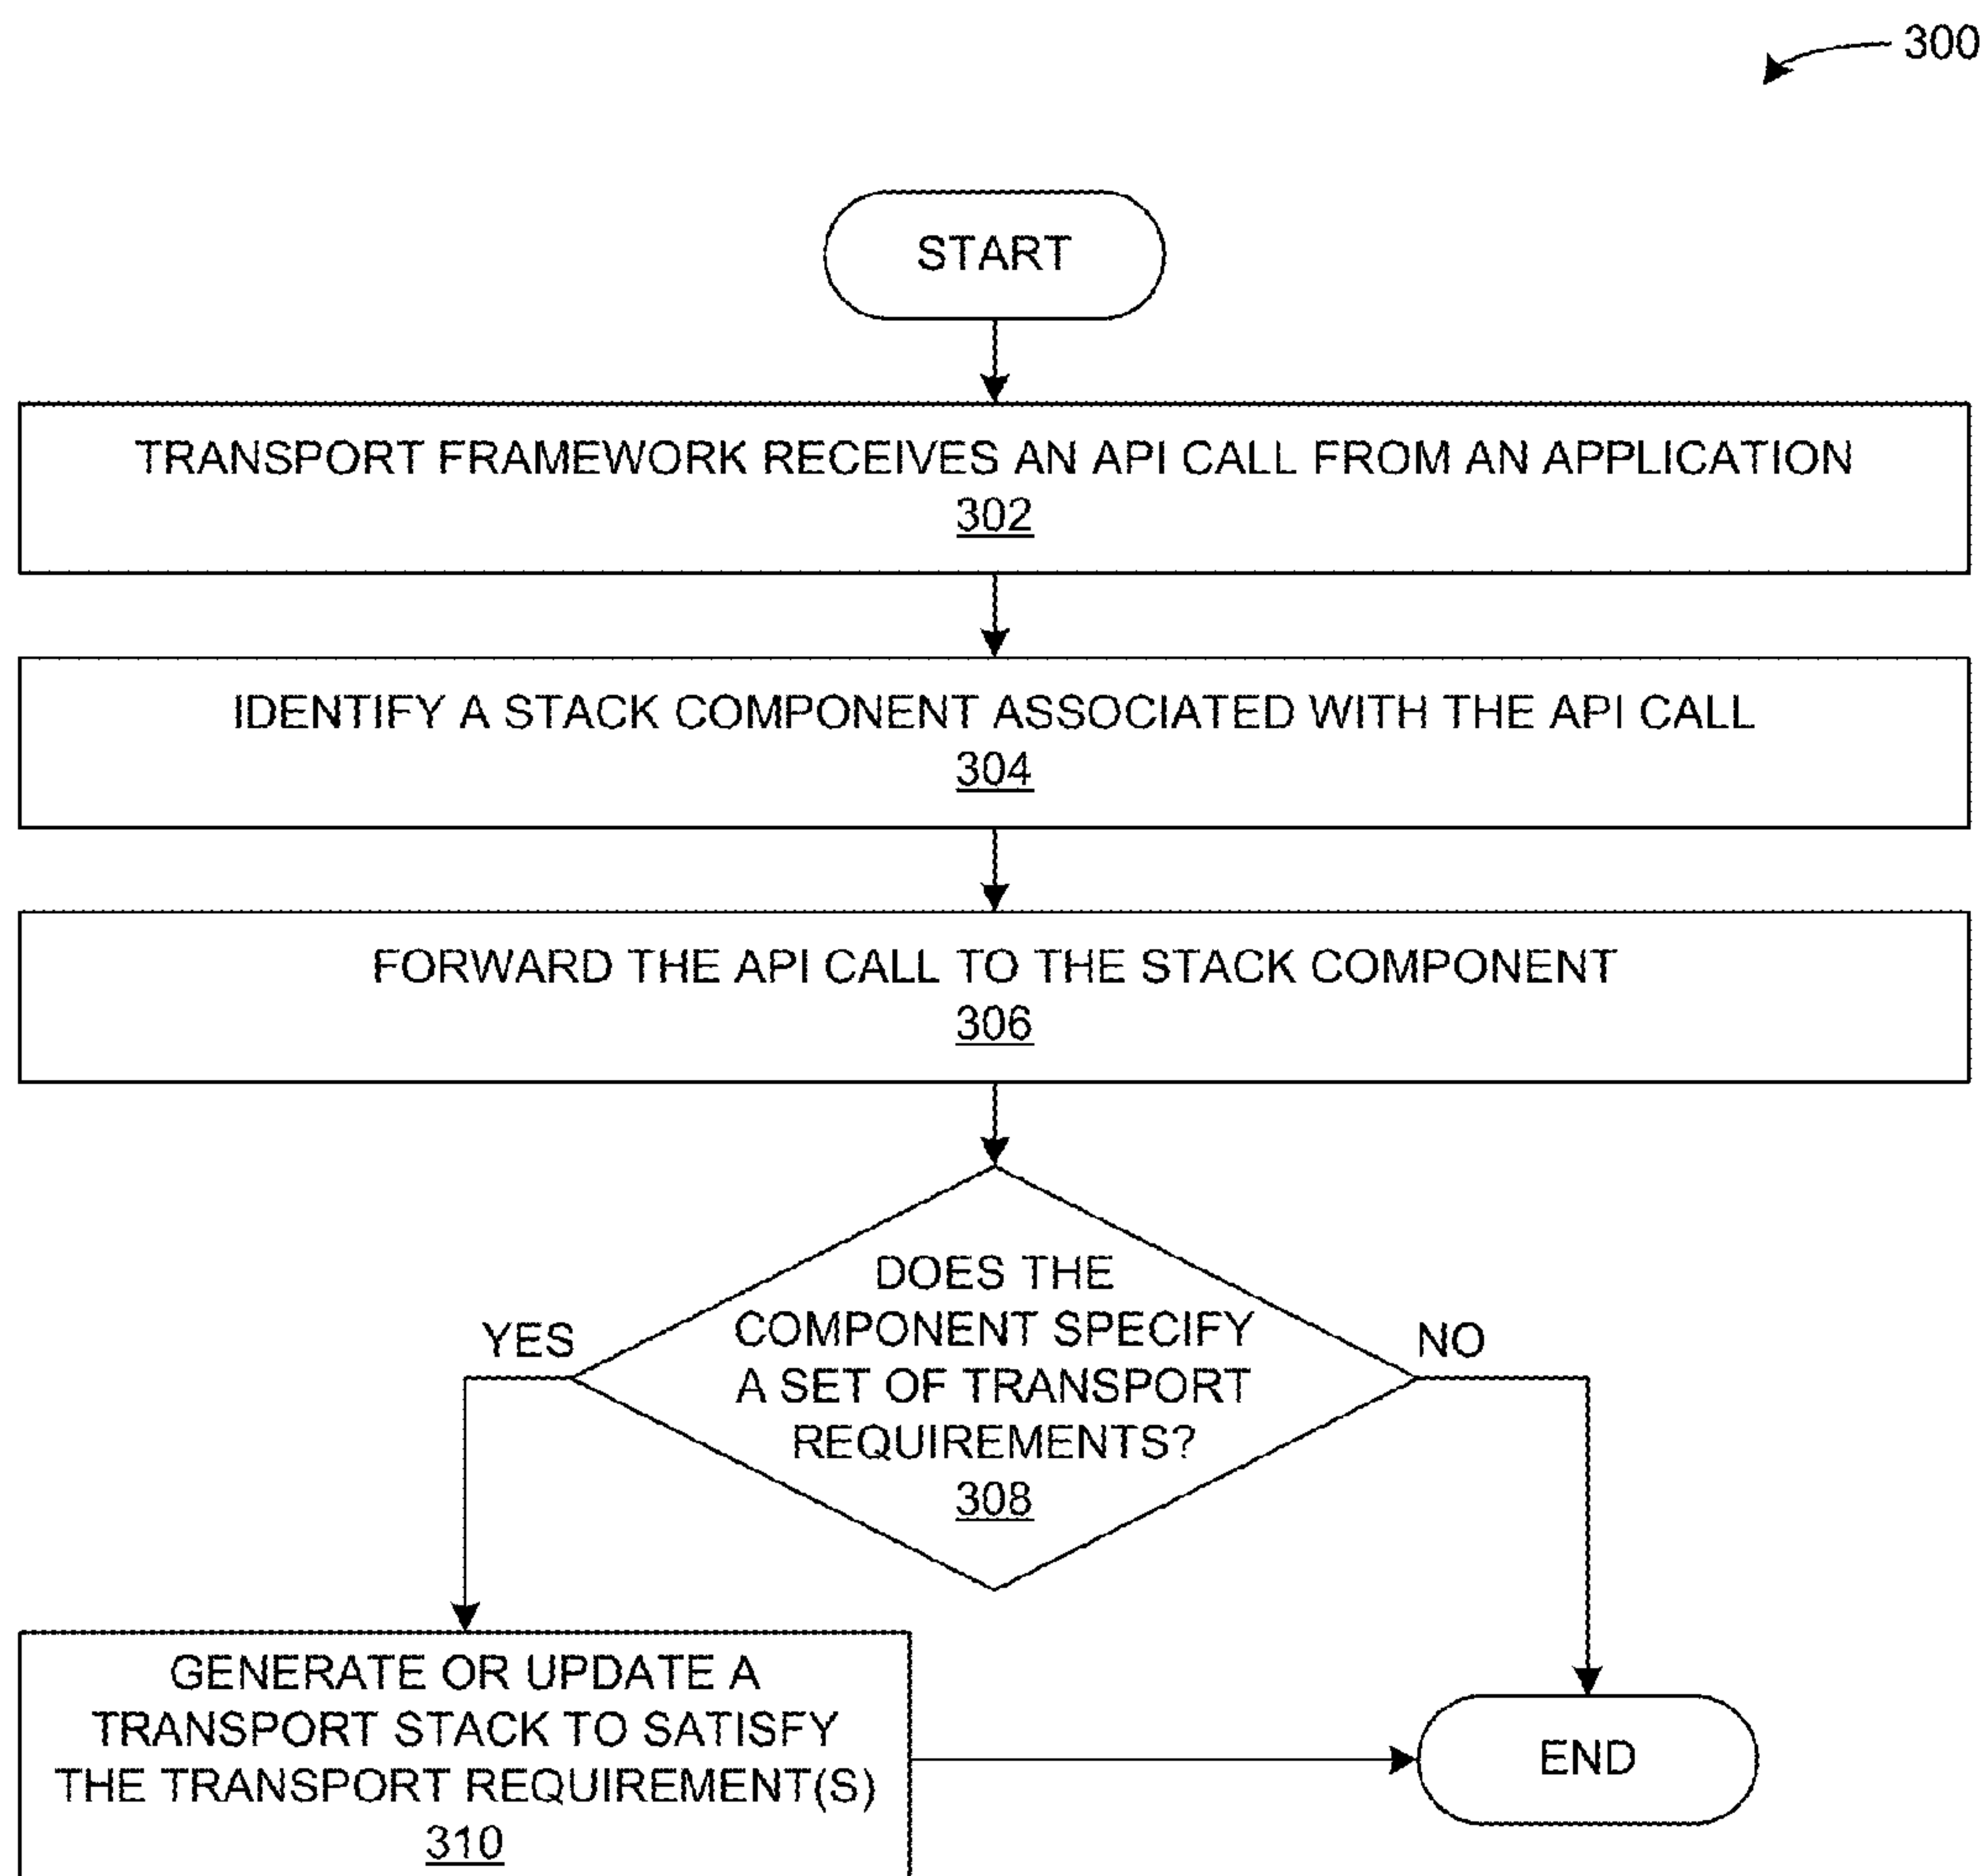 300
START
TRANSPORT FRAMEWORK RECEIVES AN API CALL FROM AN APPLICATION
302
IDENTIFY A STACK COMPONENT ASSOCIATED WITH THE API CALL
304
FORWARD THE API CALL TO THE STACK COMPONENT
306
DOES THE
COMPONENT SPECIFY
A SET OF TRANSPORT
REQUIREMENTS?
308
YES
NO
GENERATE OR UPDATE A
TRANSPORT STACK TO SATISFY
THE TRANSPORT REQUIREMENT(S)
310
END